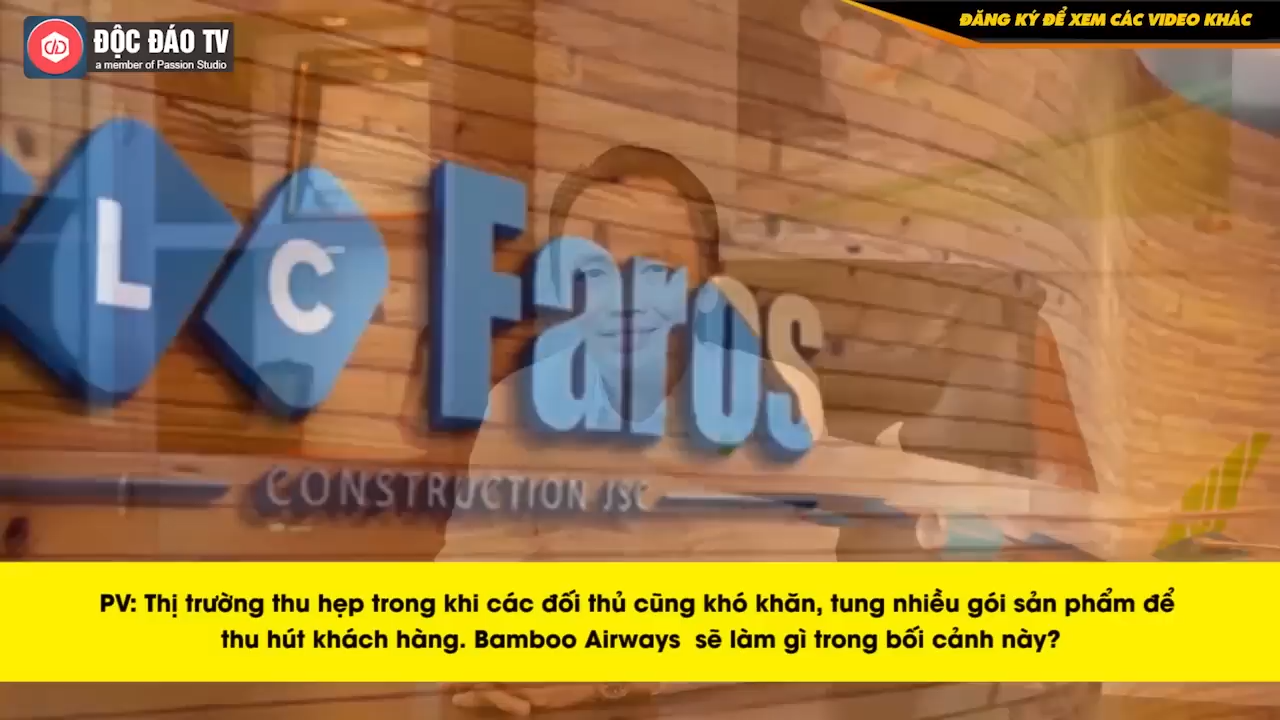 ĐỘC ĐÁO TV
a member of Passion Studio
ĐĂNG KÝ ĐỂ XEM CÁC VIDEO KHÁC
L C Faros
CONSTRUCTION JSC
PV: Thị trường thu hẹp trong khi các đối thủ cũng khó khăn, tung nhiều gói sản phẩm để
thu hút khách hàng. Bamboo Airways sẽ làm gì trong bối cảnh này?